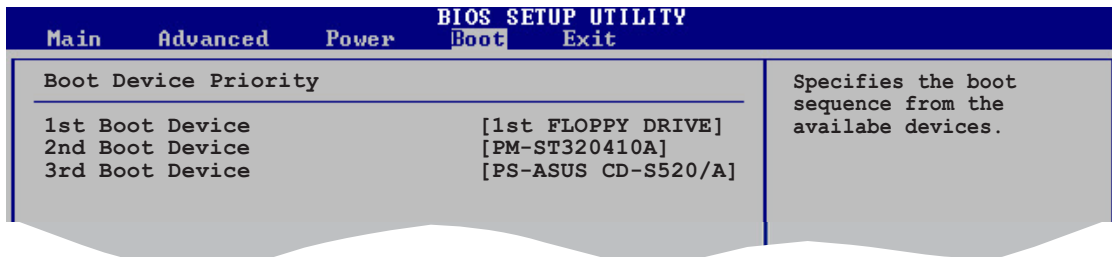 BIOS SETUP UTILITY
Main Advanced Power Boot Exit
Boot Device Priority
1st Boot Device [1st FLOPPY DRIVE]
2nd Boot Device [PM-ST320410A]
3rd Boot Device [PS-ASUS CD-S520/A]
Specifies the boot
sequence from the
availabe devices.